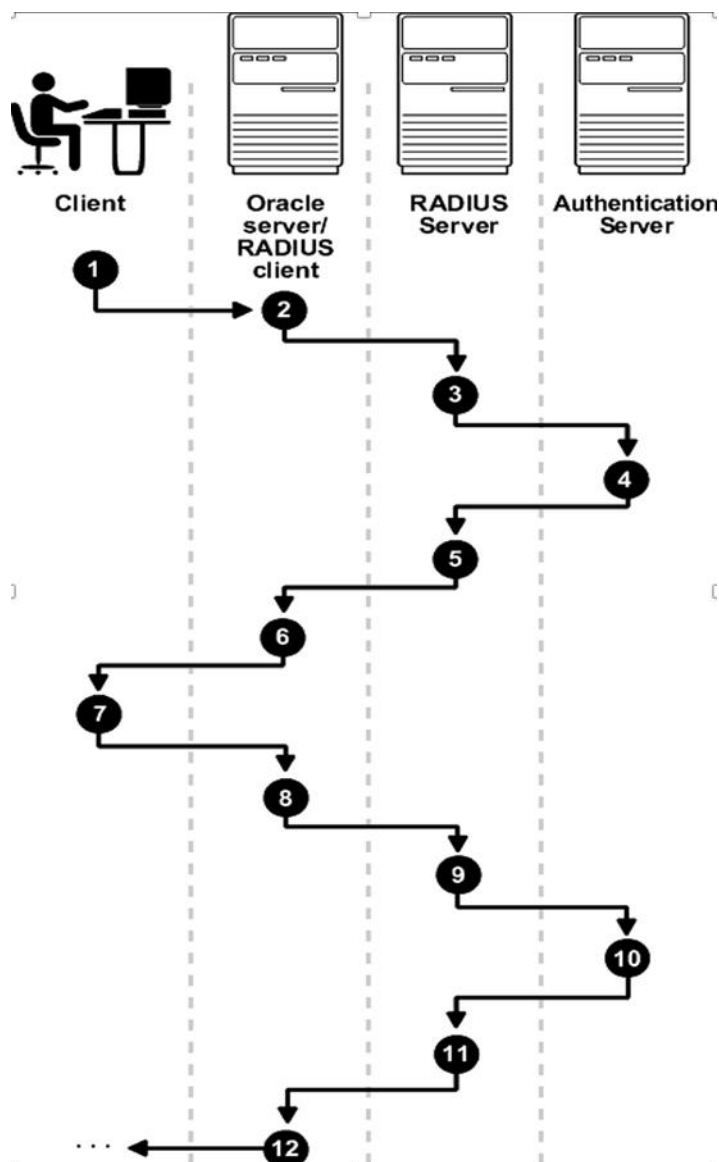 Client
Oracle
server/
RADIUS
client
RADIUS
Server
Authentication
Server
1
2
3
4
5
6
7
8
9
10
11
12
...